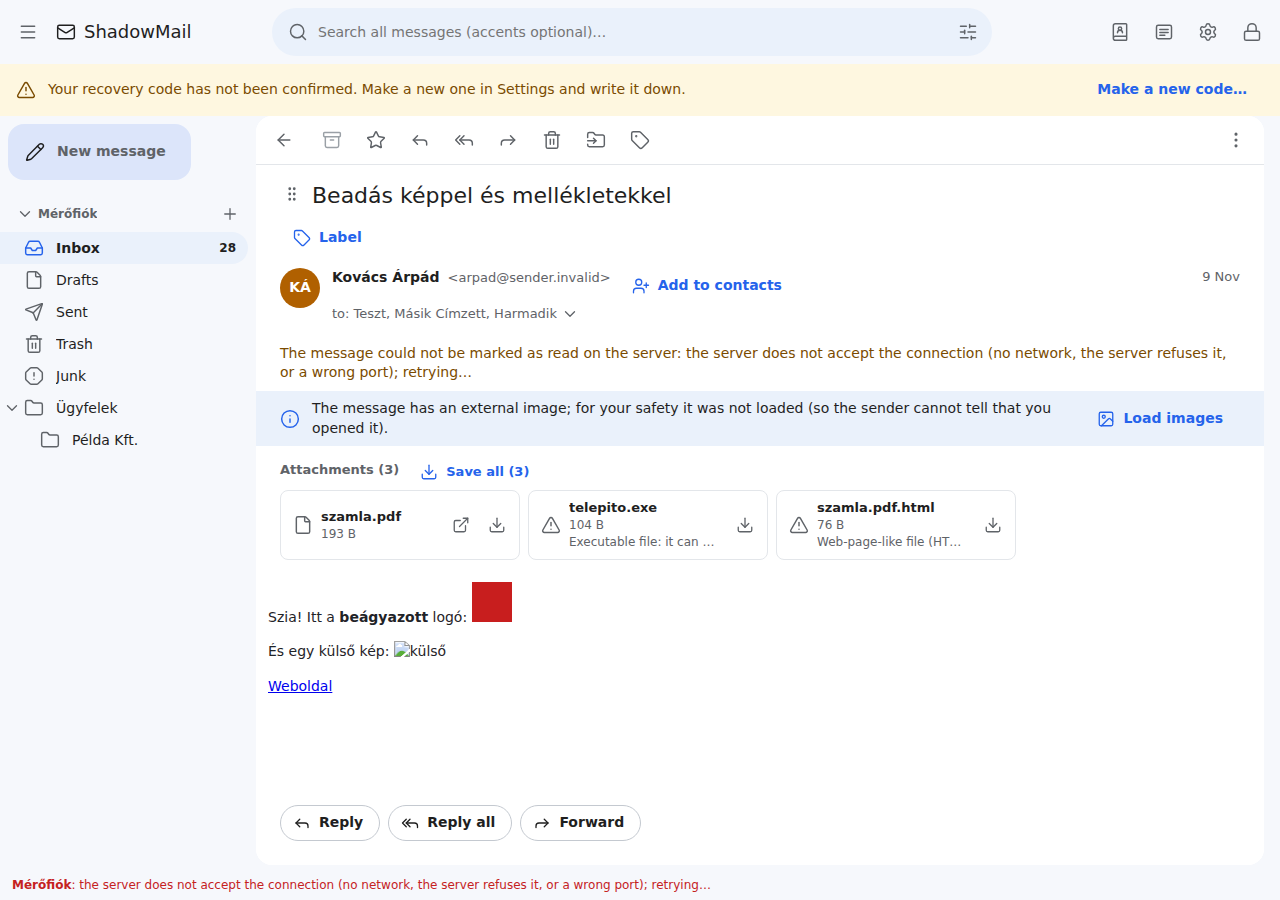 ShadowMail
Search all messages (accents optional)…
Your recovery code has not been confirmed. Make a new one in Settings and write it down.
Make a new code…
New message
Mérőfiók
Inbox 28
Drafts
Sent
Trash
Junk
Ügyfelek
Példa Kft.
Beadás képpel és mellékletekkel
Label
KÁ
Kovács Árpád <arpad@sender.invalid>
Add to contacts
9 Nov
to: Teszt, Másik Címzett, Harmadik
The message could not be marked as read on the server: the server does not accept the connection (no network, the server refuses it,
or a wrong port); retrying…
The message has an external image; for your safety it was not loaded (so the sender cannot tell that you
opened it).
Load images
Attachments (3)
Save all (3)
szamla.pdf
193 B
telepito.exe
104 B
Executable file: it can …
szamla.pdf.html
76 B
Web-page-like file (HT…
Szia! Itt a beágyazott logó:
És egy külső kép: külső
Weboldal
Reply
Reply all
Forward
Mérőfiók: the server does not accept the connection (no network, the server refuses it, or a wrong port); retrying…